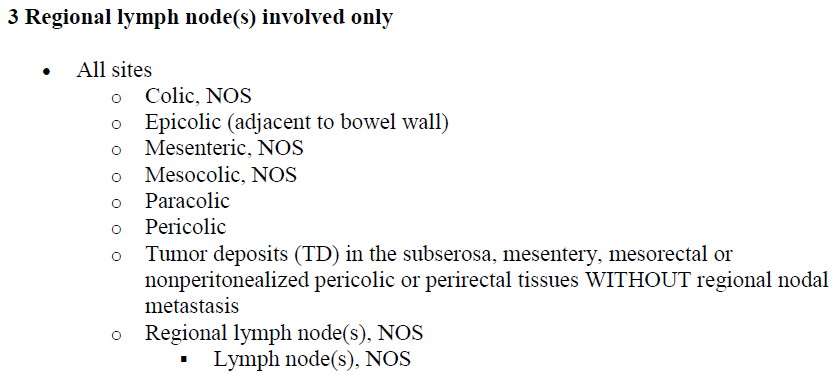 3 Regional lymph node(s) involved only
• All sites
o Colic, NOS
o Epicolic (adjacent to bowel wall)
o Mesenteric, NOS
o Mesocolic, NOS
o Paracolic
o Pericolic
o Tumor deposits (TD) in the subserosa, mesentery, mesorectal or
nonperitonealized pericolic or perirectal tissues WITHOUT regional nodal
metastasis
o Regional lymph node(s), NOS
▪ Lymph node(s), NOS